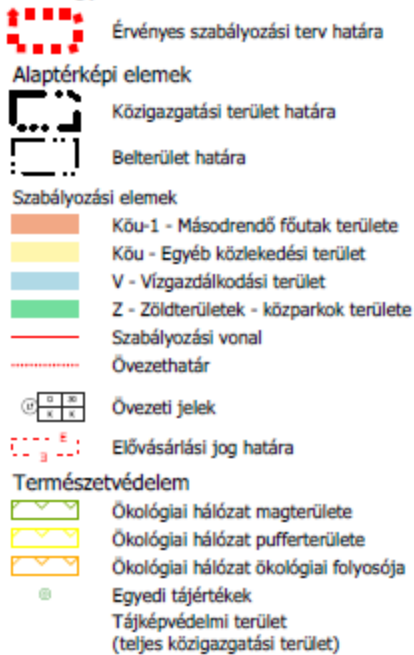 Érvényes szabályozási terv határa
Alaptérképi elemek
Közigazgatási terület határa
Belterület határa
Szabályozási elemek
Köu-1 - Másodrendő főutak területe
Köu - Egyéb közlekedési terület
V - Vízgazdálkodási terület
Z - Zöldterületek - közparkok területe
Szabályozási vonal
Övezethatár
Övezeti jelek
Elővásárlási jog határa
Természetvédelem
Ökológiai hálózat magterülete
Ökológiai hálózat pufferterülete
Ökológiai hálózat ökológiai folyosója
Egyedi tájértékek
Tájképvédelmi terület
(teljes közigazgatási terület)